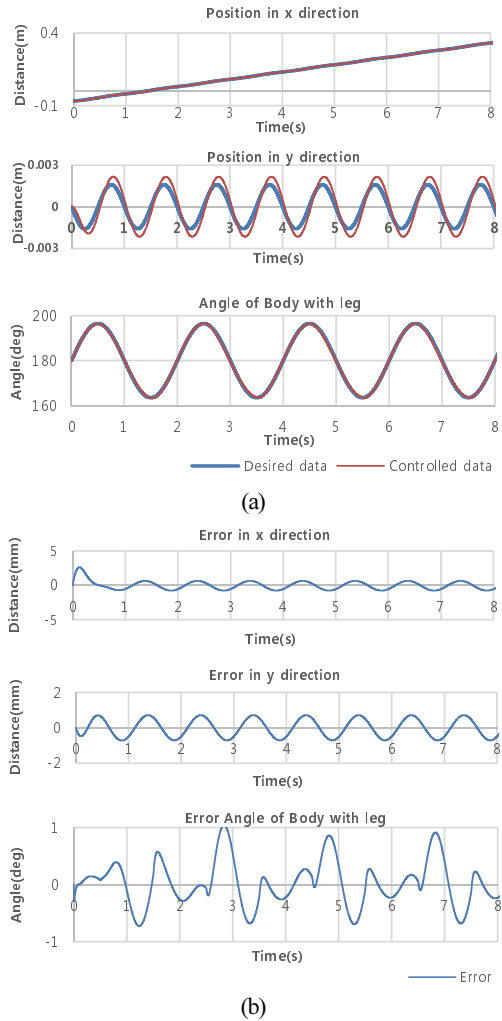 Position in x direction
Distance(m)
0.4
-0.1
0 1 2 3 4 5 6 7 8
Time(s)
Position in y direction
Distance(m)
0.003
0
-0.003
0 1 2 3 4 5 6 7 8
Time(s)
Angle of Body with leg
Angle(deg)
200
180
160
0 1 2 3 4 5 6 7 8
Time(s)
Desired data Controlled data
(a)
Error in x direction
Distance(mm)
5
0
-5
0 1 2 3 4 5 6 7 8
Time(s)
Error in y direction
Distance(mm)
2
0
-2
0 1 2 3 4 5 6 7 8
Time(s)
Error Angle of Body with leg
Angle(deg)
1
0
-1
0 1 2 3 4 5 6 7 8
Time(s)
Error
(b)